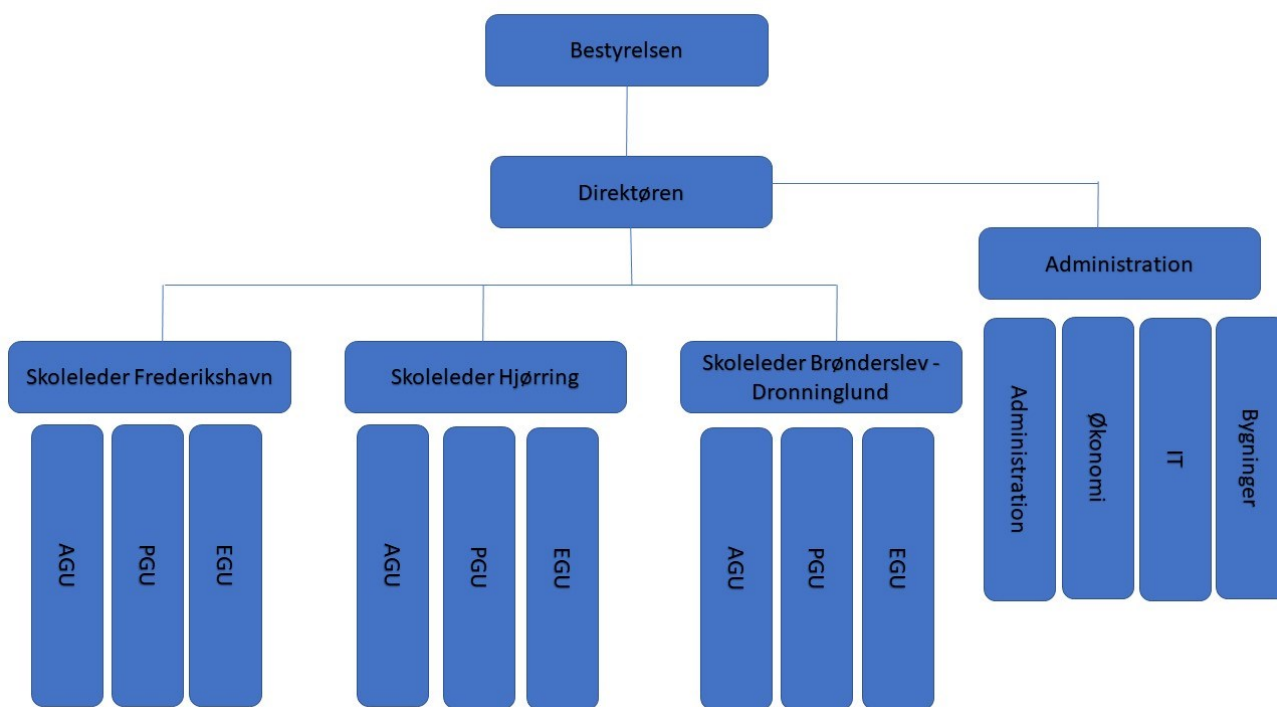 Bestyrelsen
Direktøren
Administration
Skoleleder Frederikshavn
Skoleleder Hjørring
Skoleleder Brønderslev -
Dronninglund
AGU
PGU
EGU
AGU
PGU
EGU
AGU
PGU
EGU
Administration
Økonomi
IT
Bygninger